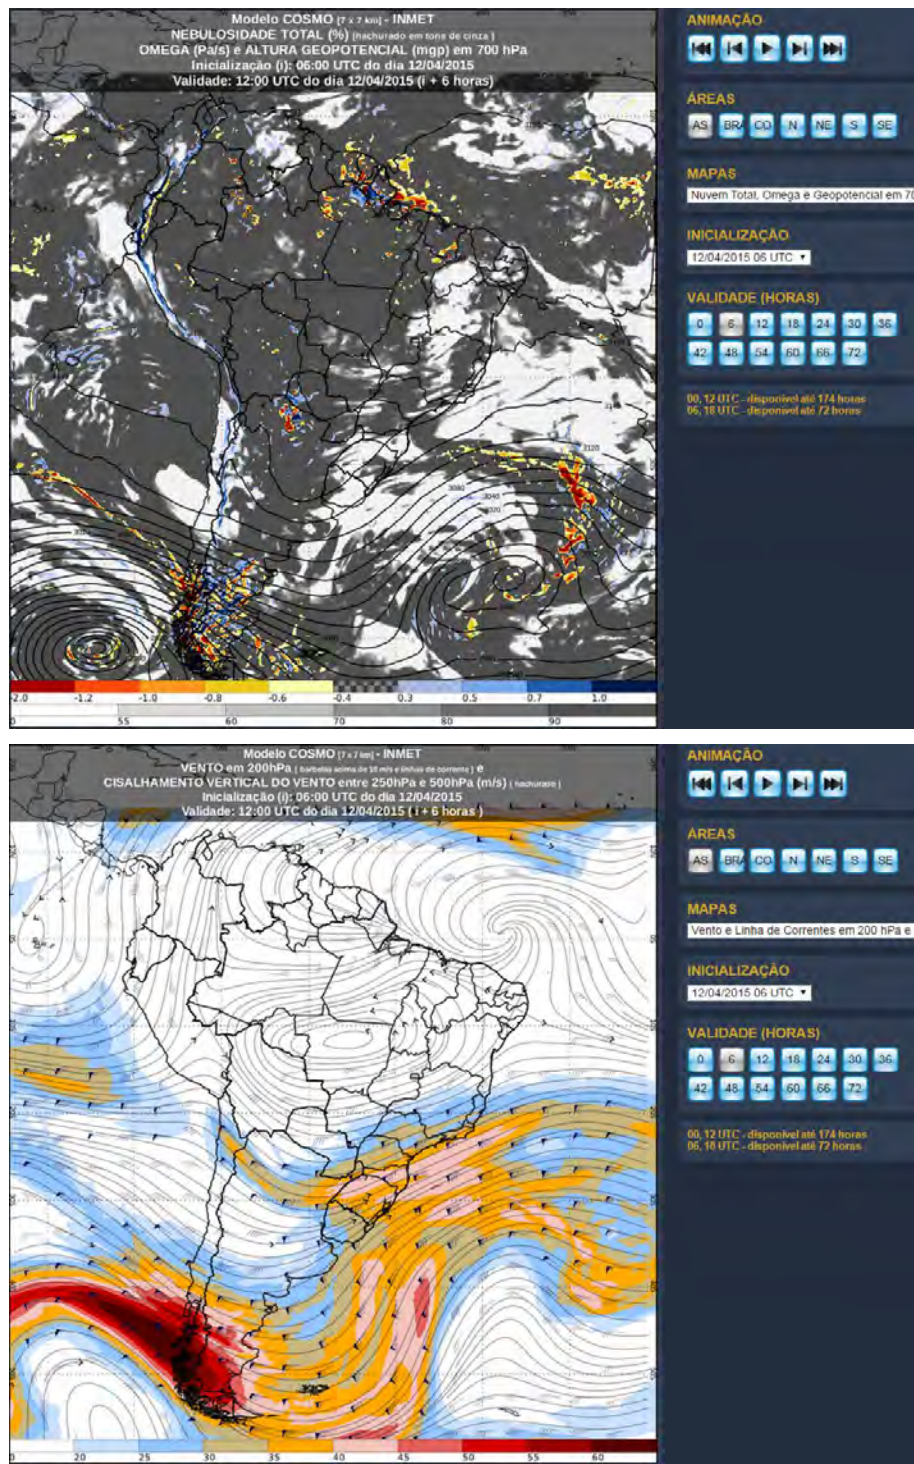 Modelo COSMO [7 x 7 km] - INMET
NEBULOSIDADE TOTAL (%) (hachurado em tons de cinza )
OMEGA (Pa/s) e ALTURA GEOPOTENCIAL (mgp) em 700 hPa
Inicialização (i): 06:00 UTC do dia 12/04/2015
Validade: 12:00 UTC do dia 12/04/2015 (i + 6 horas)
3120
3080
3040
3020
-2.0 -1.2 -1.0 -0.8 -0.6 -0.4 0.3 0.5 0.7 1.0
0 55 60 70 80 90
ANIMAÇÃO
ÁREAS
AS BRA CO N NE S SE
MAPAS
Nuvem Total, Omega e Geopotencial em 70
INICIALIZAÇÃO
12/04/2015 06 UTC
VALIDADE (HORAS)
0 6 12 18 24 30 36
42 48 54 60 66 72
00, 12 UTC - disponível até 174 horas
06, 18 UTC - disponível até 72 horas
Modelo COSMO [7 x 7 km] - INMET
VENTO em 200hPa ( barbelas acima de 10 m/s e linhas de corrente ) e
CISALHAMENTO VERTICAL DO VENTO entre 250hPa e 500hPa (m/s) ( hachurado )
Inicialização (i): 06:00 UTC do dia 12/04/2015
Validade: 12:00 UTC do dia 12/04/2015 ( i + 6 horas )
0 20 25 30 35 40 45 50 55 60
ANIMAÇÃO
ÁREAS
AS BRA CO N NE S SE
MAPAS
Vento e Linha de Correntes em 200 hPa e
INICIALIZAÇÃO
12/04/2015 06 UTC
VALIDADE (HORAS)
0 6 12 18 24 30 36
42 48 54 60 66 72
00, 12 UTC - disponível até 174 horas
06, 18 UTC - disponível até 72 horas